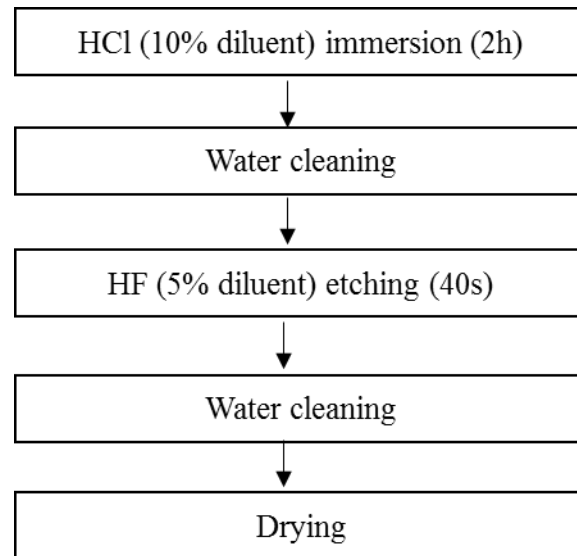 HCl (10% diluent) immersion (2h)
Water cleaning
HF (5% diluent) etching (40s)
Water cleaning
Drying